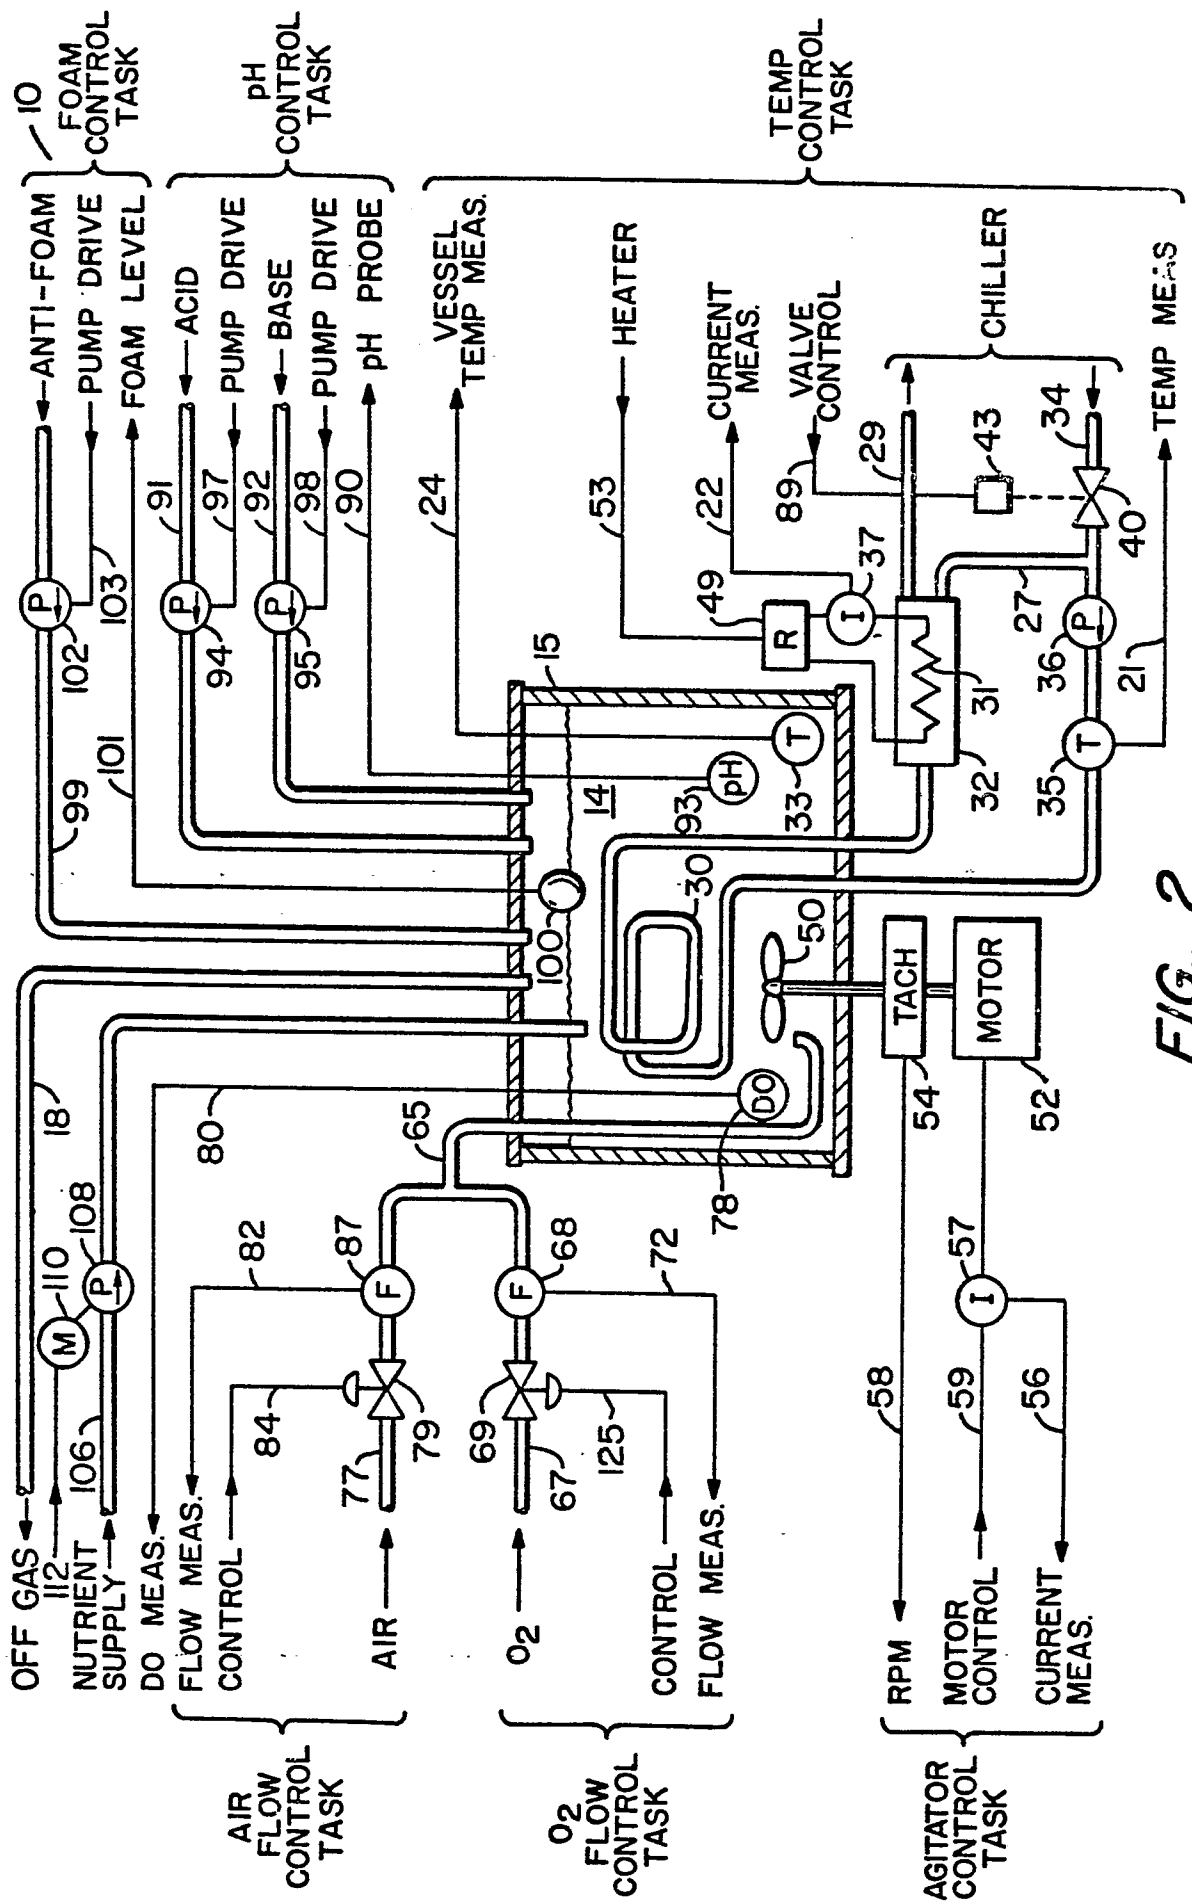 10
FOAM
CONTROL
TASK
ANTI-FOAM
PUMP DRIVE
FOAM LEVEL
pH
CONTROL
TASK
ACID
PUMP DRIVE
BASE
PUMP DRIVE
pH PROBE
TEMP
CONTROL
TASK
VESSEL
TEMP MEAS.
HEATER
CURRENT
MEAS.
VALVE
CONTROL
CHILLER
TEMP MEAS
P
102
103
99
101
91
P
94
97
92
P
95
98
90
24
53
22
89
49
R
I
37
29
43
34
40
31
32
27
36
P
35
T
21
15
14
100
pH
93
T
33
30
50
DO
78
TACH
54
MOTOR
52
18
106
P
108
M
110
112
80
65
82
F
87
84
77
79
F
68
72
69
67
125
58
59
I
57
56
OFF GAS
NUTRIENT
SUPPLY
DO MEAS.
FLOW MEAS.
CONTROL
AIR
AIR
FLOW
CONTROL
TASK
O2
CONTROL
FLOW MEAS.
O2
FLOW
CONTROL
TASK
RPM
MOTOR
CONTROL
CURRENT
MEAS.
AGITATOR
CONTROL
TASK
FIG. 2